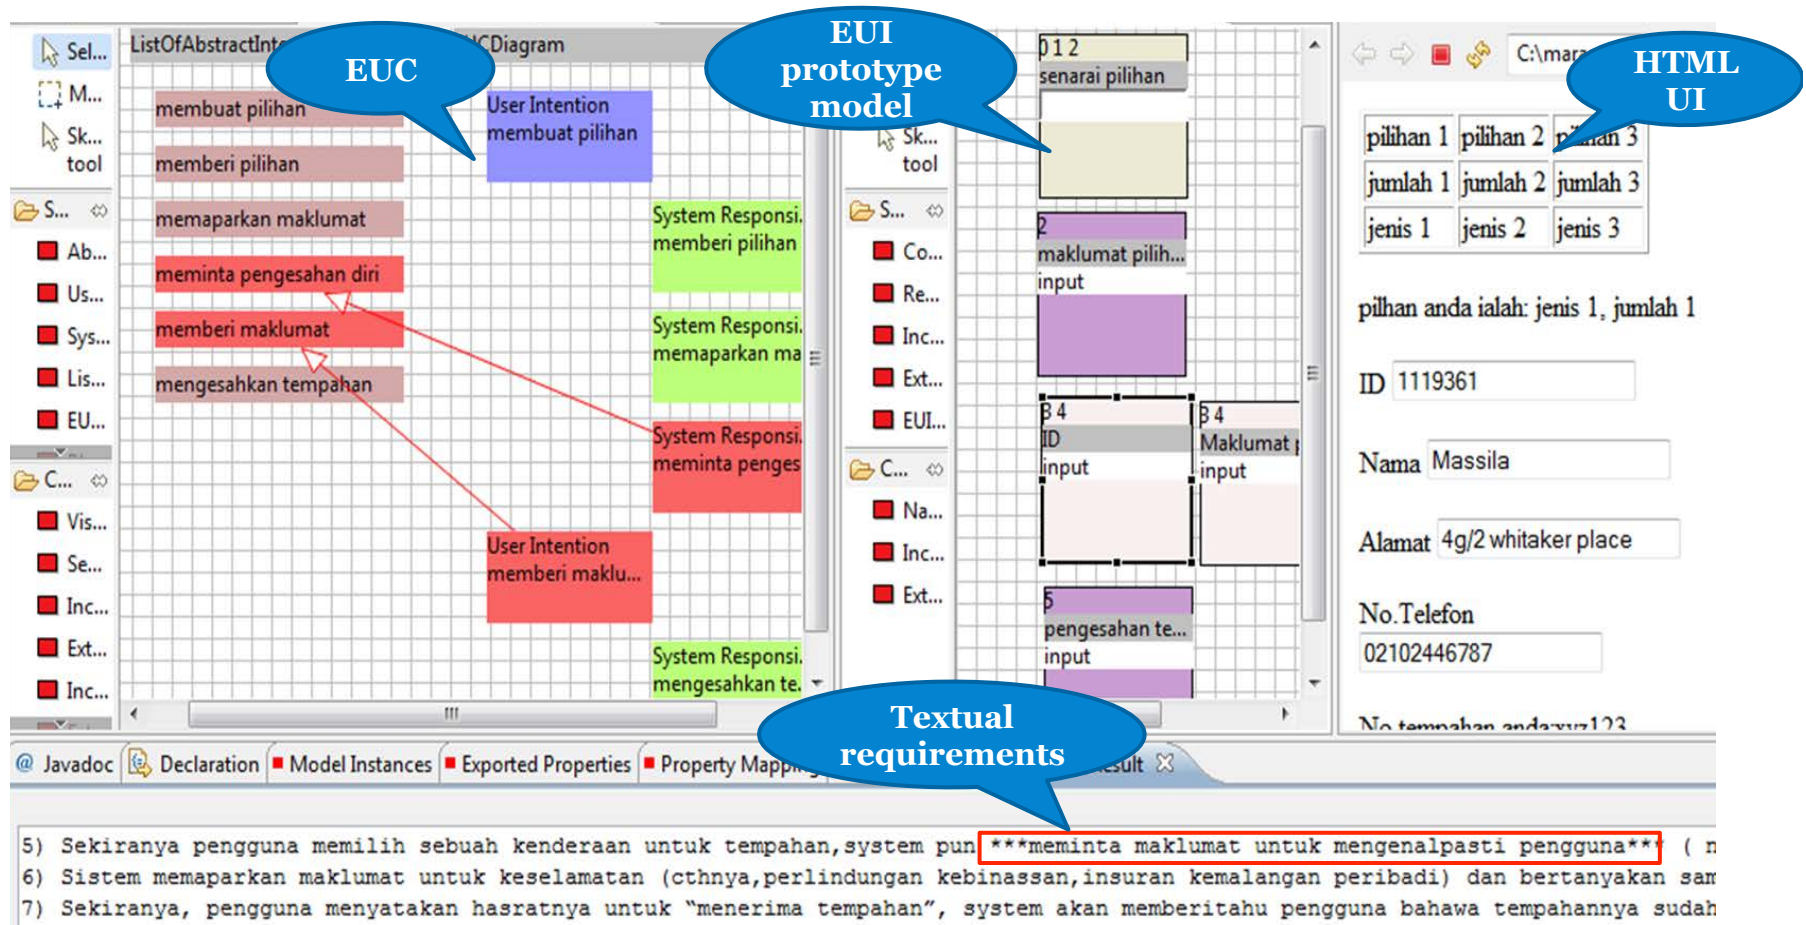 Sel...
M...
Sk...
tool
S...
Ab...
Us...
Sys...
Lis...
EU...
C...
Vis...
Se...
Inc...
Ext...
Inc...
EUC
membuat pilihan
memberi pilihan
memaparkan maklumat
meminta pengesahan diri
memberi maklumat
mengesahkan tempahan
User Intention
membuat pilihan
System Responsi.
memberi pilihan
System Responsi.
memaparkan ma
System Responsi.
meminta penges
User Intention
memberi maklu...
System Responsi.
mengesahkan te.
EUI
prototype
model
Sk...
tool
S...
Co...
Re...
Inc...
Ext...
EUI...
C...
Na...
Inc...
Ext...
0 1 2
senarai pilihan
2
maklumat pilih...
input
3 4
ID
input
3 4
Maklumat p
input
5
pengesahan te...
input
HTML
UI
pilihan 1 pilihan 2 pilihan 3
jumlah 1 jumlah 2 jumlah 3
jenis 1 jenis 2 jenis 3
pilhan anda ialah: jenis 1, jumlah 1
ID 1119361
Nama Massila
Alamat 4g/2 whitaker place
No.Telefon
02102446787
No tempahan anda:xyz123
Textual
requirements
@ Javadoc Declaration Model Instances Exported Properties Property Mapping
5) Sekiranya pengguna memilih sebuah kenderaan untuk tempahan,system pun ***meminta maklumat untuk mengenalpasti pengguna*** ( n
6) Sistem memaparkan maklumat untuk keselamatan (cthnya,perlindungan kebinassan,insuran kemalangan peribadi) dan bertanyakan sam
7) Sekiranya, pengguna menyatakan hasratnya untuk “menerima tempahan”, system akan memberitahu pengguna bahawa tempahannya sudah